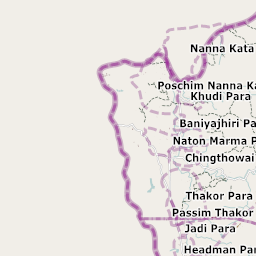 Nanna Kata
Poschim Nanna Ka
Khudi Para
Baniyajhiri Pa
Naton Marma P
Chingthowai
Thakor Para
Passim Thakor
Jadi Para
Headman Par